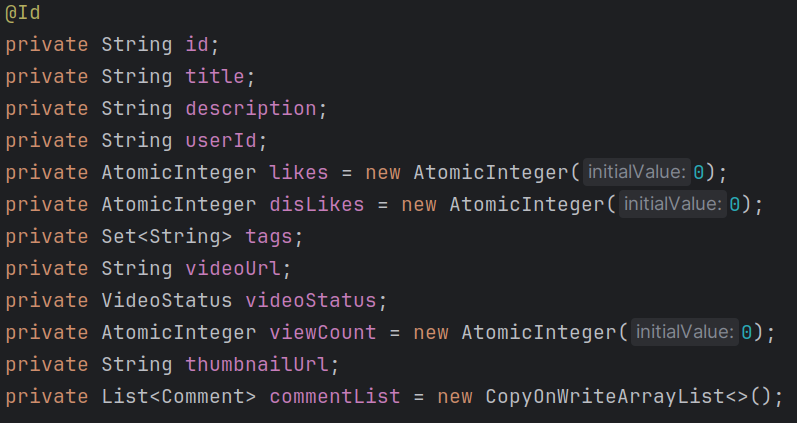 @Id
private String id;
private String title;
private String description;
private String userId;
private AtomicInteger likes = new AtomicInteger( initialValue: 0);
private AtomicInteger disLikes = new AtomicInteger( initialValue: 0);
private Set<String> tags;
private String videoUrl;
private VideoStatus videoStatus;
private AtomicInteger viewCount = new AtomicInteger( initialValue: 0);
private String thumbnailUrl;
private List<Comment> commentList = new CopyOnWriteArrayList<>();